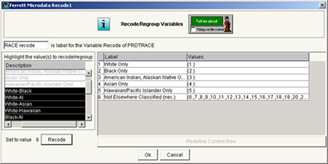 Ferrett Microdata Recode1
Recode/Regroup Variables
Tell me about
RACE recode
is label for the Variable Recode of PRDTRACE
Highlight the value(s) to recode/regroup
Description
White-Black
White-AI
White-Asian
White-Hawaiian
Black-AI
Label Values
1 White Only {1 }
2 Black Only {2 }
3 American Indian, Alaskan Native O... {3 }
4 Asian Only {4 }
5 Hawaiian/Pacific Islander Only {5 }
6 Not Elsewhere Classified (nec.) {6,7,8,9,10,11,12,13,14,15,16,17,18,19,20,2...
Set to value 6 Recode
Redefine Current Row
Ok Cancel